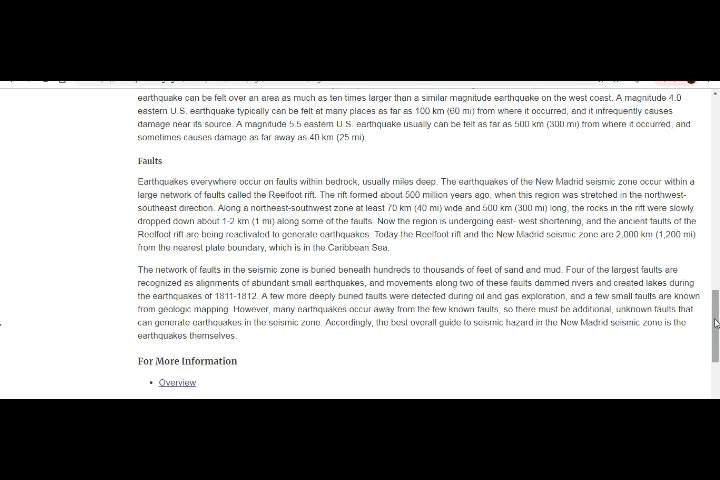 earthquake can be felt over an area as much as ten times larger than a similar magnitude earthquake on the west coast. A magnitude 4.0
eastern U.S. earthquake typically can be felt at many places as far as 100 km (60 mi) from where it occurred, and it infrequently causes
damage near its source. A magnitude 5.5 eastern U.S. earthquake usually can be felt as far as 500 km (300 mi) from where it occurred, and
sometimes causes damage as far away as 40 km (25 mi).
Faults
Earthquakes everywhere occur on faults within bedrock, usually miles deep. The earthquakes of the New Madrid seismic zone occur within a
large network of faults called the Reelfoot rift. The rift formed about 500 million years ago, when this region was stretched in the northwest-
southeast direction. Along a northeast-southwest zone at least 70 km (40 mi) wide and 500 km (300 mi) long, the rocks in the rift were slowly
dropped down about 1-2 km (1 mi) along some of the faults. Now the region is undergoing east- west shortening, and the ancient faults of the
Reelfoot rift are being reactivated to generate earthquakes. Today the Reelfoot rift and the New Madrid seismic zone are 2,000 km (1,200 mi)
from the nearest plate boundary, which is in the Caribbean Sea.
The network of faults in the seismic zone is buried beneath hundreds to thousands of feet of sand and mud. Four of the largest faults are
recognized as alignments of abundant small earthquakes, and movements along two of these faults dammed rivers and created lakes during
the earthquakes of 1811-1812. A few more deeply buried faults were detected during oil and gas exploration, and a few small faults are known
from geologic mapping. However, many earthquakes occur away from the few known faults, so there must be additional, unknown faults that
can generate earthquakes in the seismic zone. Accordingly, the best overall guide to seismic hazard in the New Madrid seismic zone is the
earthquakes themselves.
For More Information
• Overview